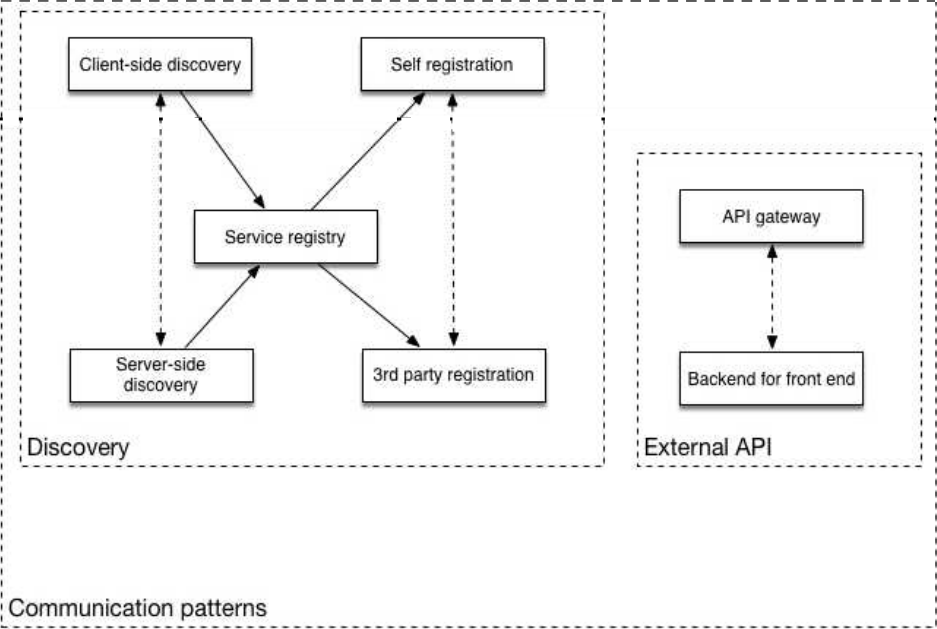 Client-side discovery
Self registration
Service registry
Server-side
discovery
3rd party registration
Discovery
API gateway
Backend for front end
External API
Communication patterns